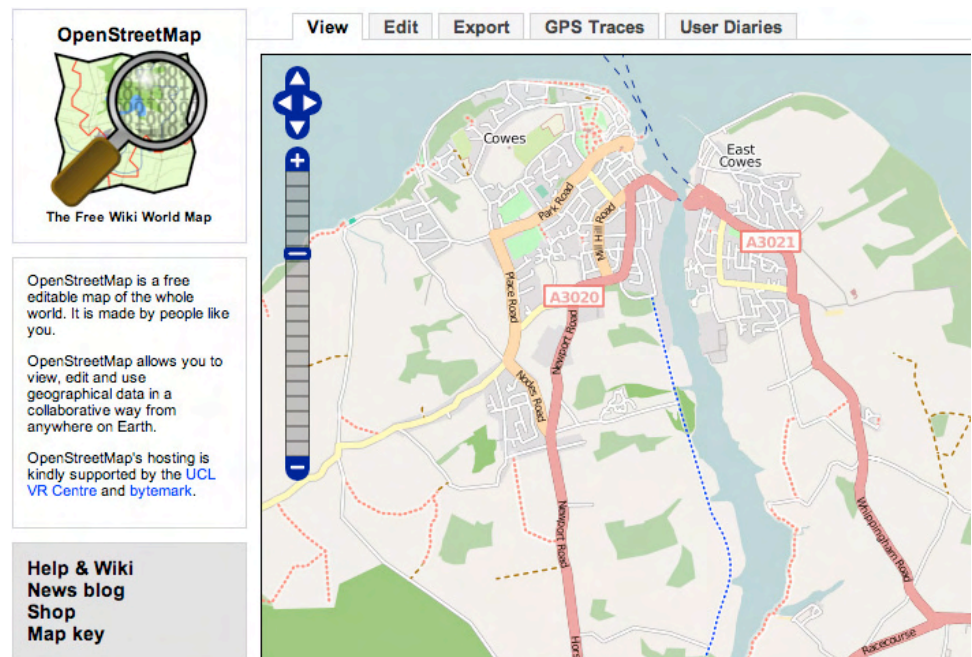 OpenStreetMap
The Free Wiki World Map
OpenStreetMap is a free
editable map of the whole
world. It is made by people like
you.
OpenStreetMap allows you to
view, edit and use
geographical data in a
collaborative way from
anywhere on Earth.
OpenStreetMap's hosting is
kindly supported by the UCL
VR Centre and bytemark.
Help & Wiki
News blog
Shop
Map key
View
Edit
Export
GPS Traces
User Diaries
Cowes
East
Cowes
Park Road
Mill Hill Road
A3021
A3020
Place Road
Newport Road
Nodes Road
Newport Road
Whippingham Road
Racecourse
Hors